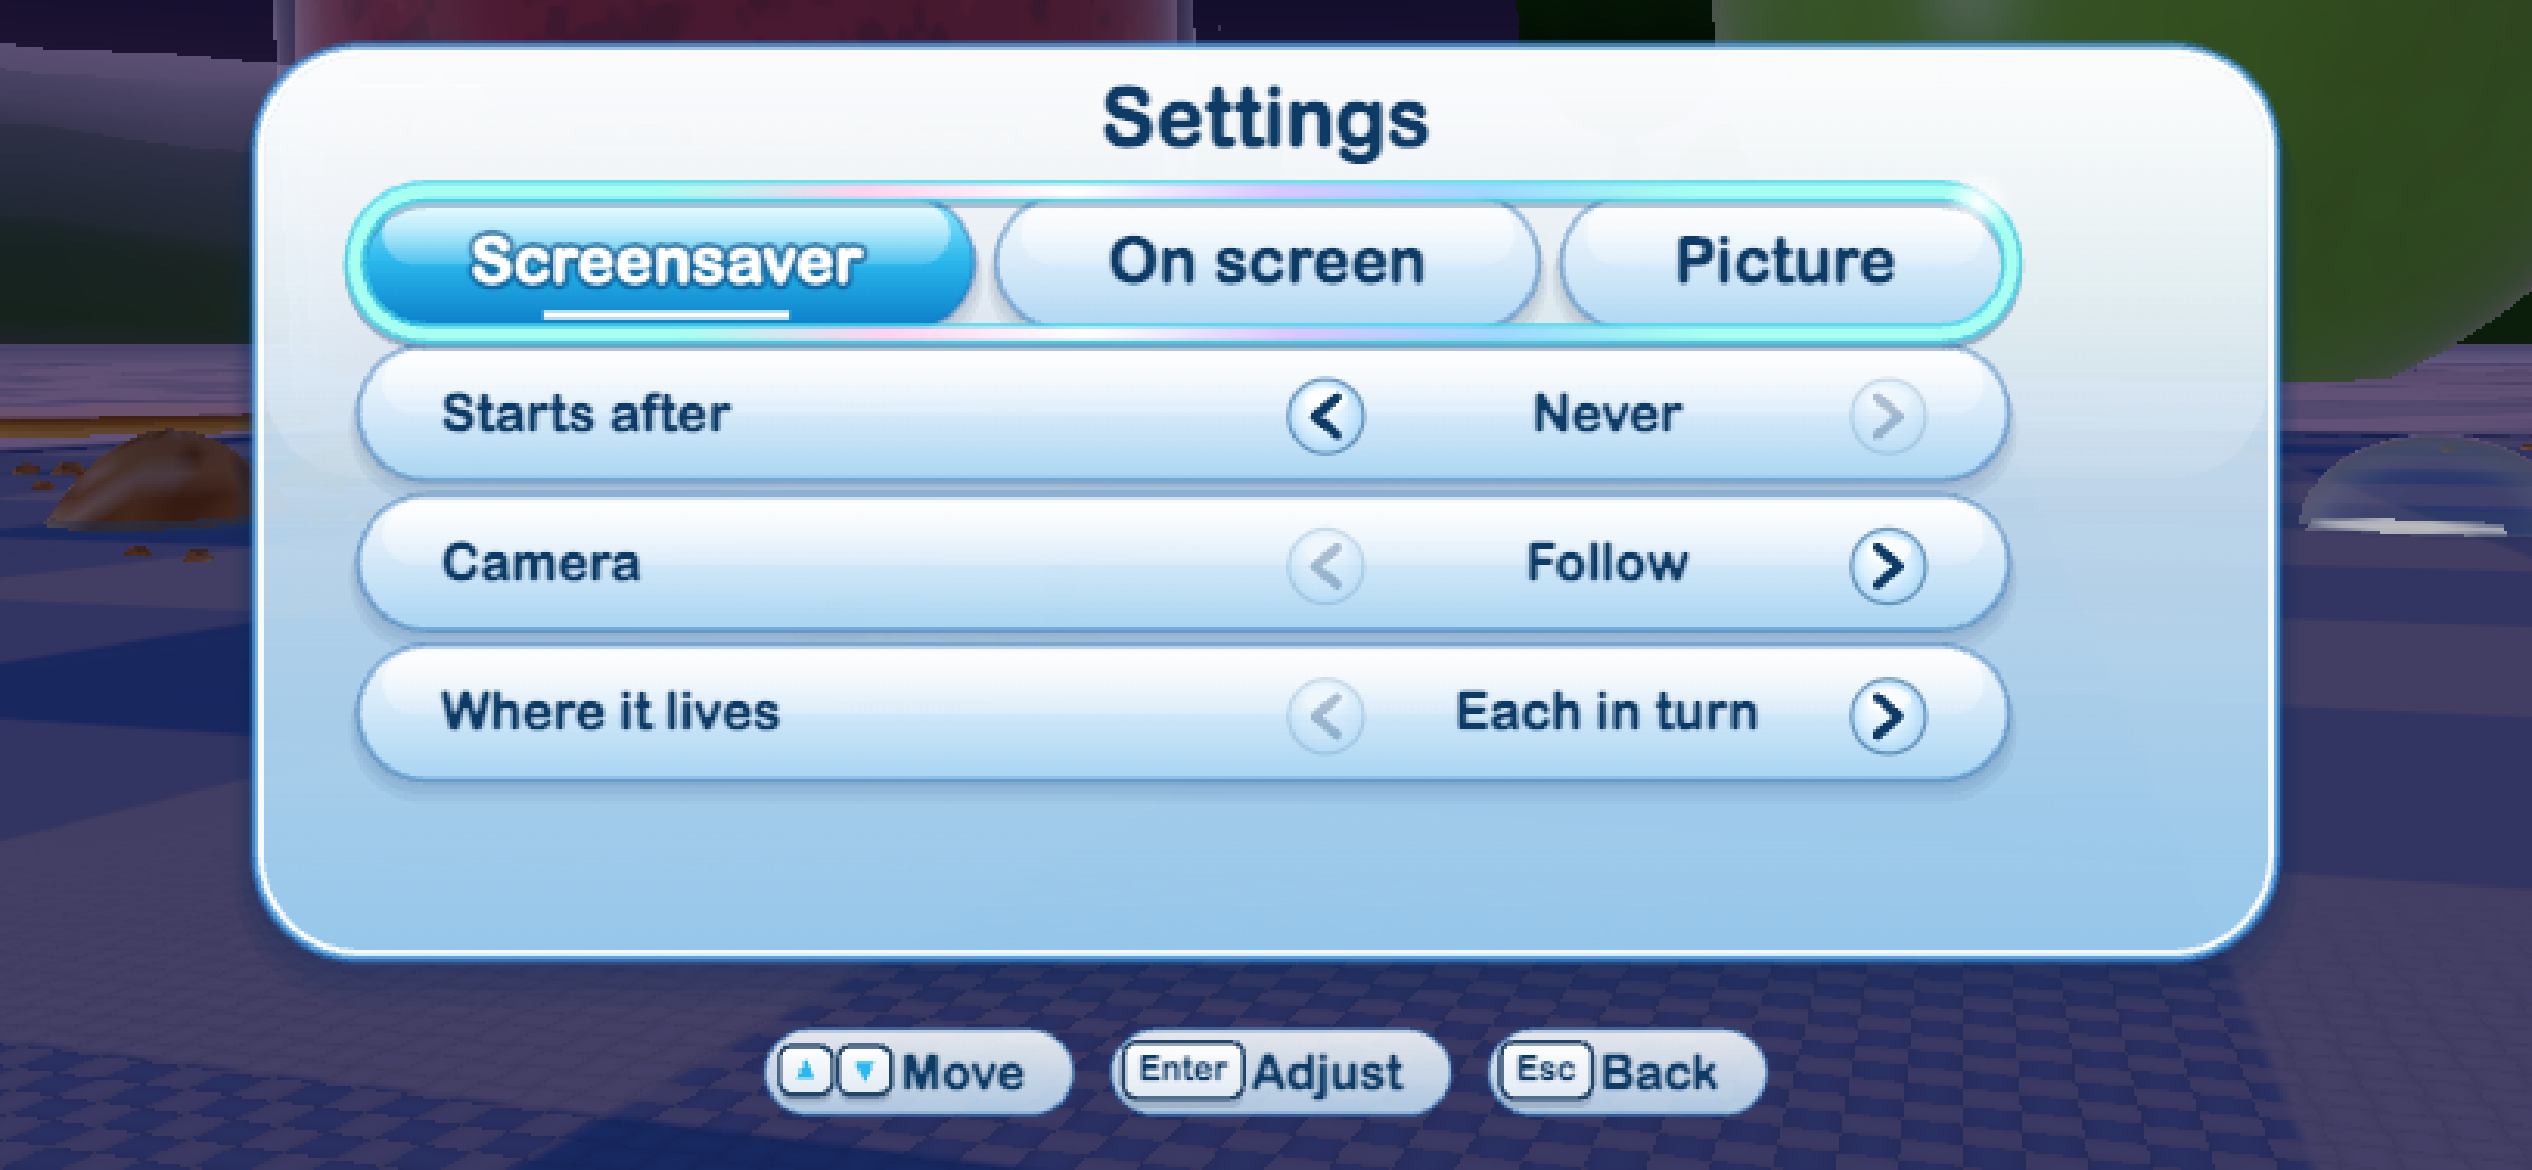 Settings
Screensaver On screen Picture
Starts after Never
Camera Follow
Where it lives Each in turn
Move Enter Adjust Esc Back